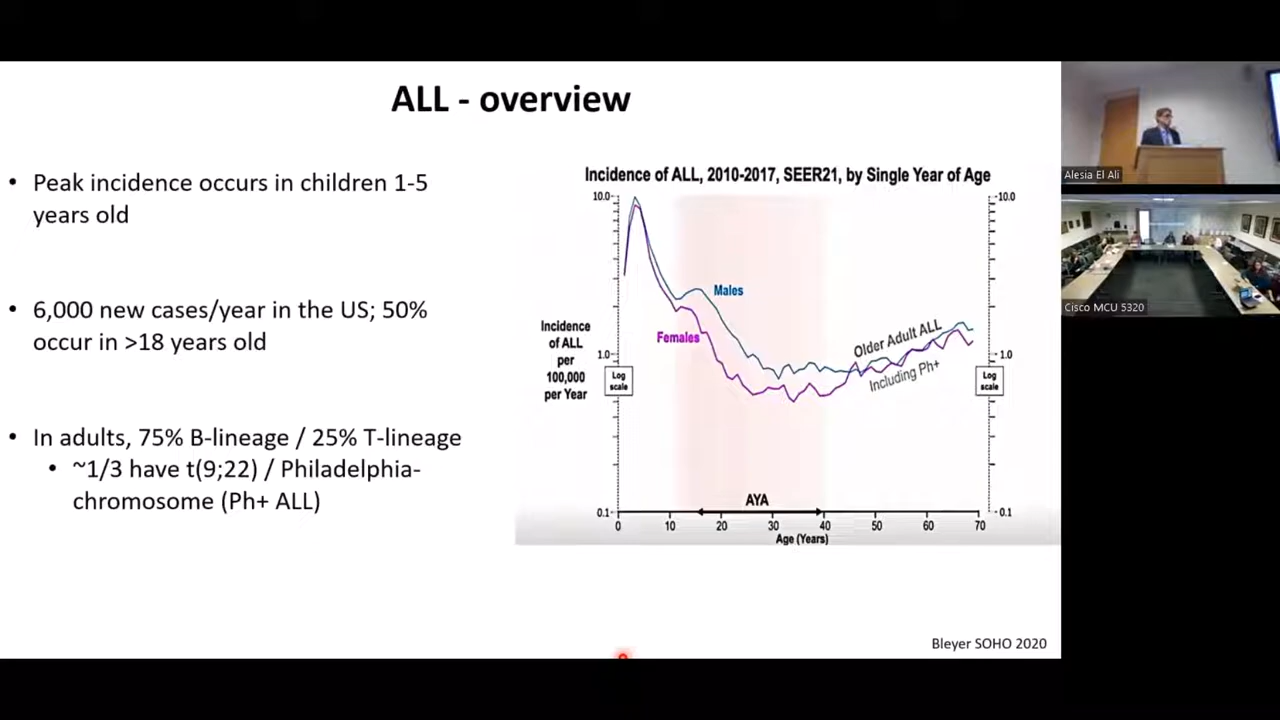 ALL - overview
• Peak incidence occurs in children 1-5
years old
• 6,000 new cases/year in the US; 50%
occur in >18 years old
• In adults, 75% B-lineage / 25% T-lineage
• ~1/3 have t(9;22) / Philadelphia-
chromosome (Ph+ ALL)
Incidence of ALL, 2010-2017, SEER21, by Single Year of Age
10.0
10.0
Males
Females
Incidence
of ALL
per
100,000
per Year
Older Adult ALL
Including Ph+
1.0
1.0
Log
scale
Log
scale
AYA
0.1
0.1
0 10 20 30 40 50 60 70
Age (Years)
Bleyer SOHO 2020
Alesia El Ali
Cisco MCU 5320